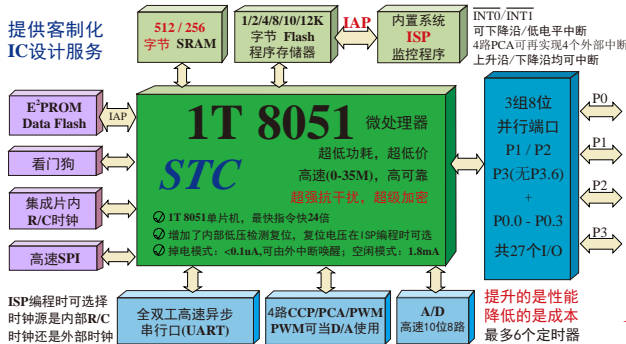 提供客制化
IC设计服务
512 / 256
字节 SRAM
1/2/4/8/10/12K
字节 Flash
程序存储器
IAP
内置系统
ISP
监控程序
INT0/INT1
可下降沿/低电平中断
4路PCA可再实现4个外部中断
上升沿/下降沿均可中断
E²PROM
Data Flash
IAP
看门狗
集成片内
R/C时钟
高速SPI
1T 8051 微处理器
STC
超低功耗，超低价
高速(0-35M)，高可靠
超强抗干扰，超级加密
1T 8051单片机，最快指令快24倍
增加了内部低压检测复位，复位电压在ISP编程时可选
掉电模式：<0.1uA,可由外中断唤醒；空闲模式：1.8mA
3组8位
并行端口
P1 / P2
P3(无P3.6)
+
P0.0 - P0.3
共27个I/O
P0
P1
P2
P3
ISP编程时可选择
时钟源是内部R/C
时钟还是外部时钟
全双工高速异步
串行口(UART)
4路CCP/PCA/PWM
PWM可当D/A使用
A/D
高速10位8路
提升的是性能
降低的是成本
最多6个定时器